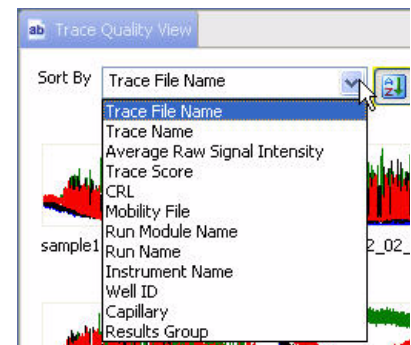 ab Trace Quality View
Sort By Trace File Name
Trace File Name
Trace Name
Average Raw Signal Intensity
Trace Score
CRL
Mobility File
Run Module Name
sample1 2_02_
Run Name
Instrument Name
Well ID
Capillary
Results Group